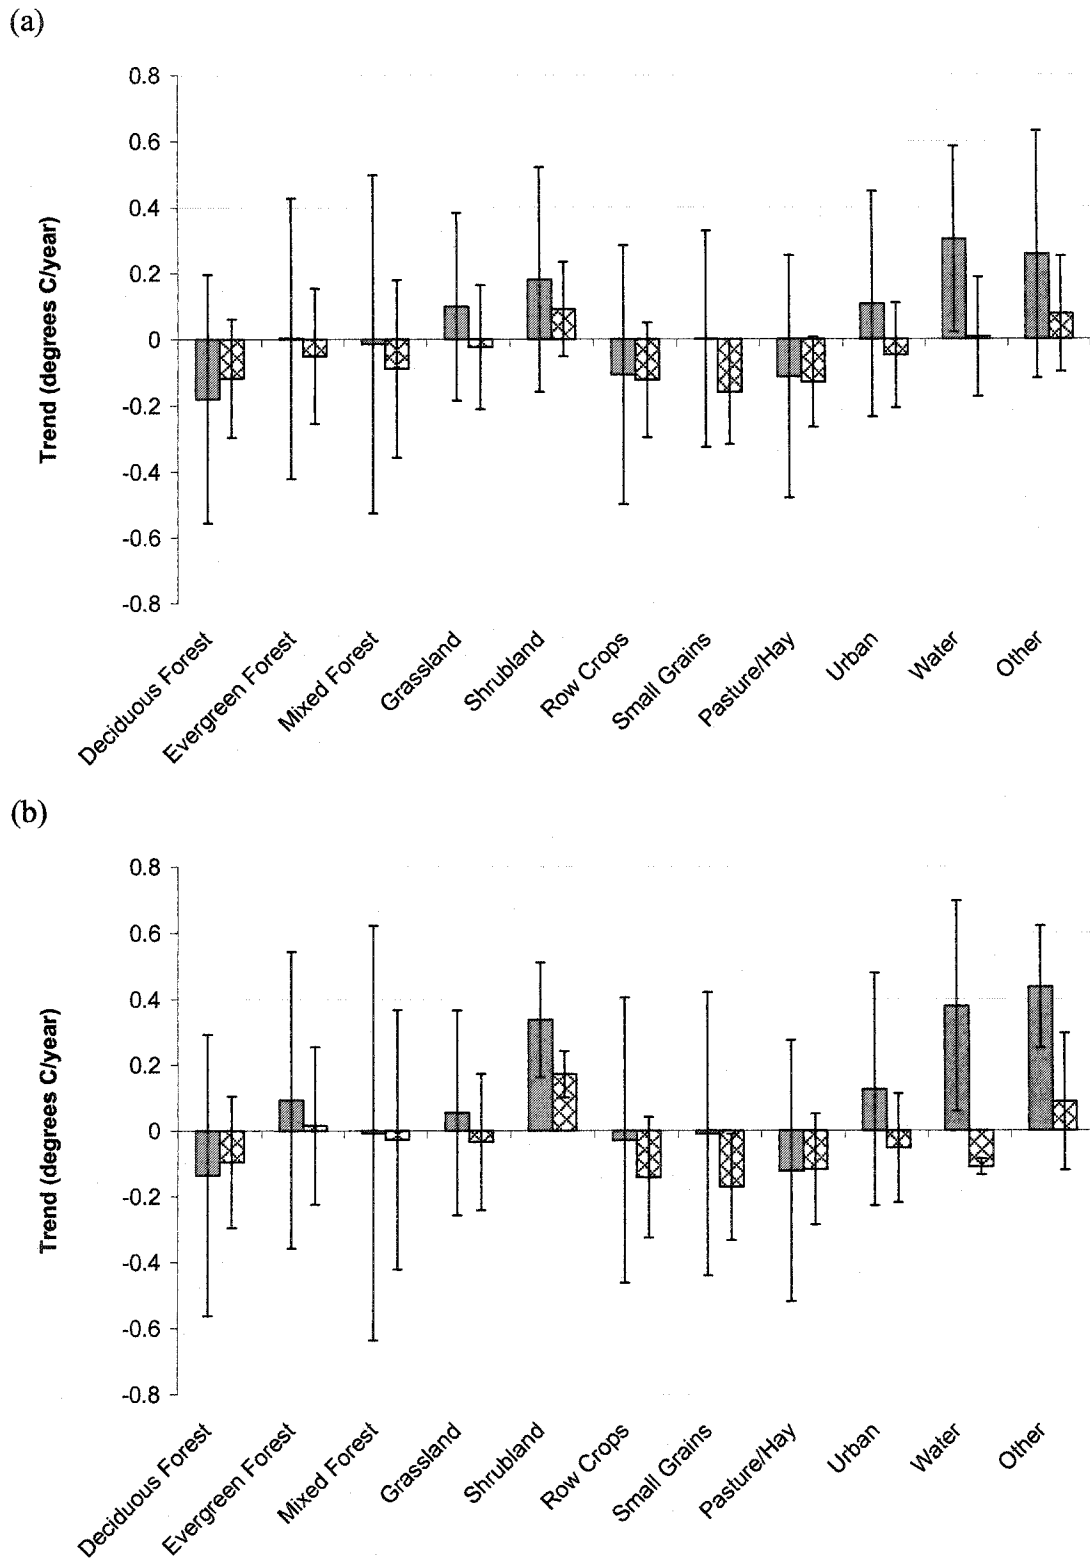 (a)
0.8
0.6
0.4
0.2
0
-0.2
-0.4
-0.6
-0.8
Trend (degrees C/year)
Deciduous Forest
Evergreen Forest
Mixed Forest
Grassland
Shrubland
Row Crops
Small Grains
Pasture/Hay
Urban
Water
Other
(b)
0.8
0.6
0.4
0.2
0
-0.2
-0.4
-0.6
-0.8
Trend (degrees C/year)
Deciduous Forest
Evergreen Forest
Mixed Forest
Grassland
Shrubland
Row Crops
Small Grains
Pasture/Hay
Urban
Water
Other